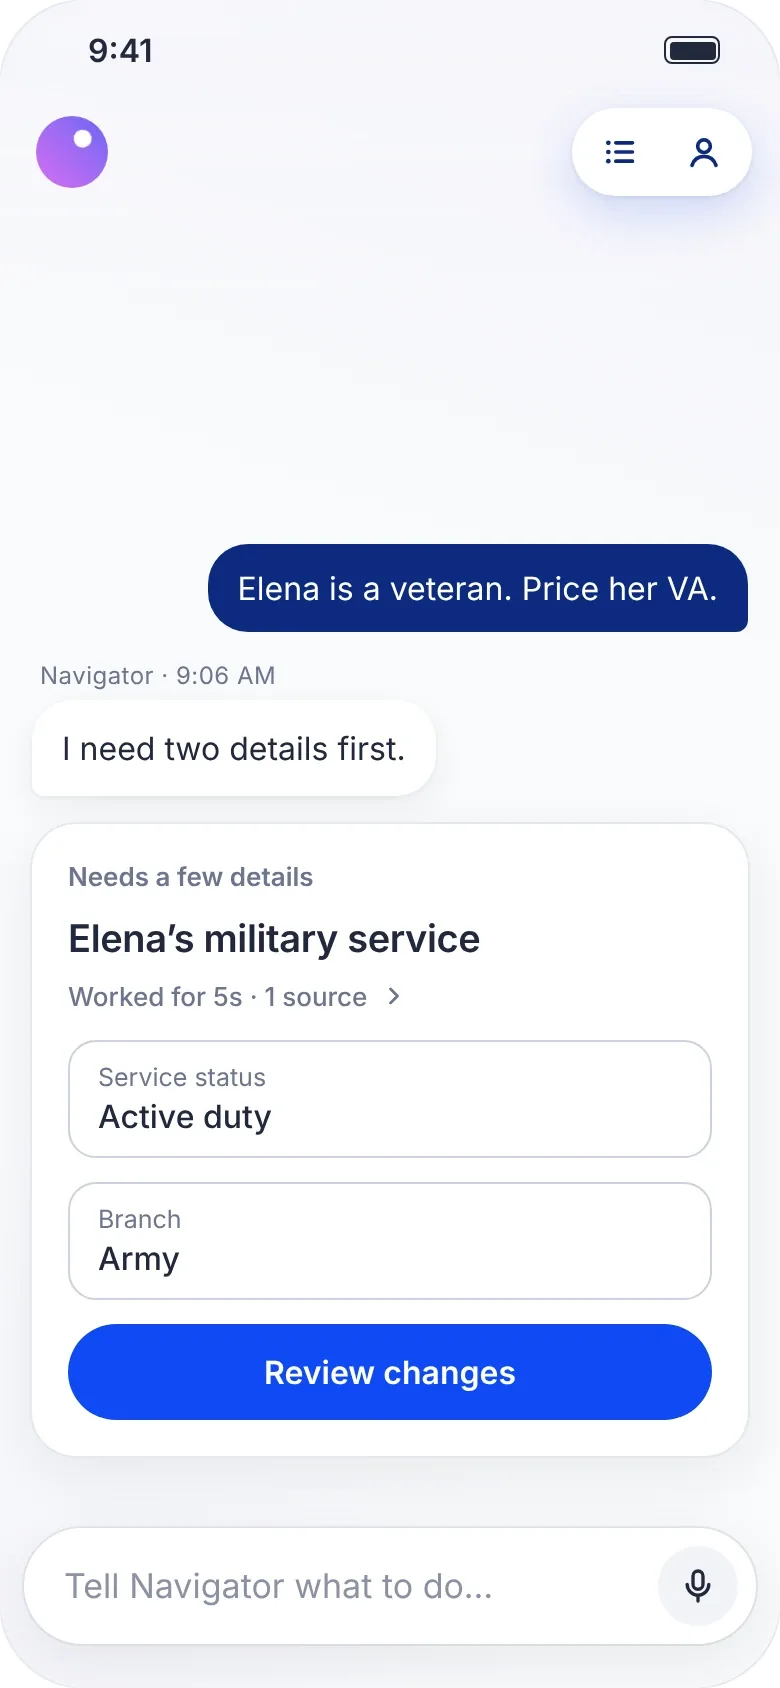 9:41
Elena is a veteran. Price her VA.
Navigator · 9:06 AM
I need two details first.
Needs a few details
Elena’s military service
Worked for 5s · 1 source
Service status
Active duty
Branch
Army
Review changes
Tell Navigator what to do...